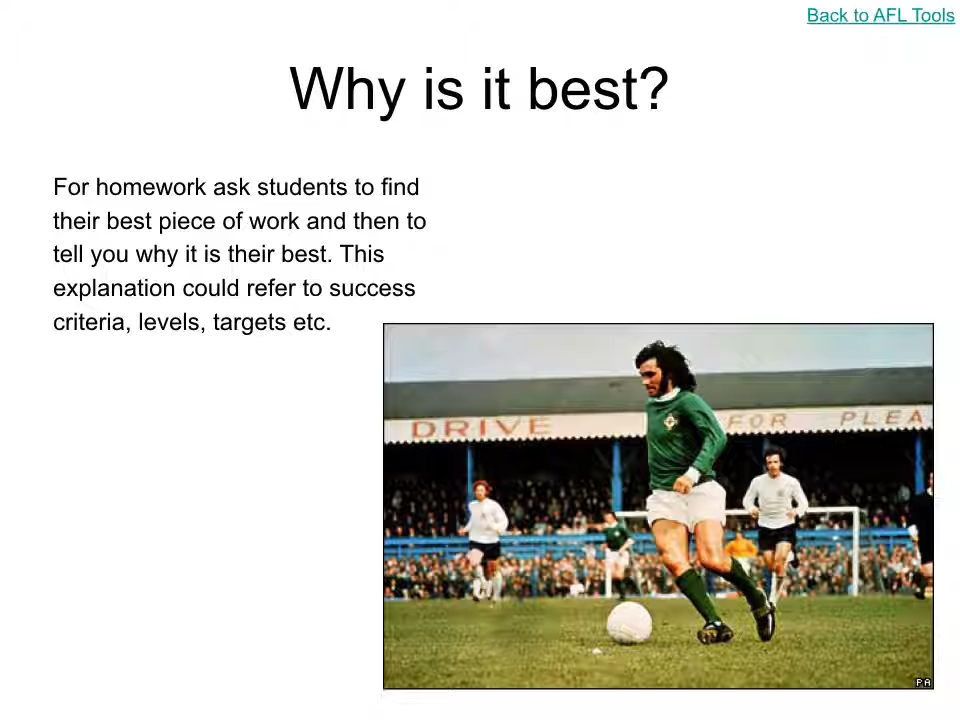 Back to AFL Tools
Why is it best?
For homework ask students to find
their best piece of work and then to
tell you why it is their best. This
explanation could refer to success
criteria, levels, targets etc.
DRIVE FOR PLEA
PA